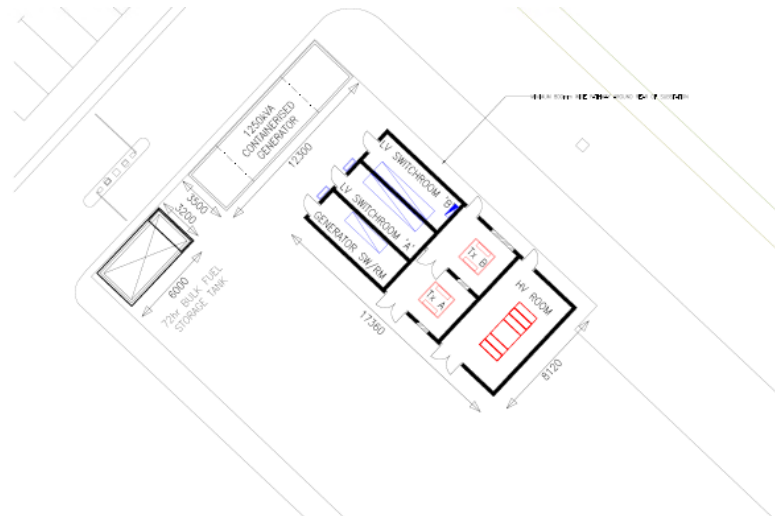 1250kVA
CONTAINERISED
GENERATOR
12300
3500
3200
6000
72hr BULK FUEL
STORAGE TANK
LV SWITCHROOM 'B'
LV SWITCHROOM 'A'
GENERATOR SW/RM
Tx B
Tx A
HV ROOM
17360
8120